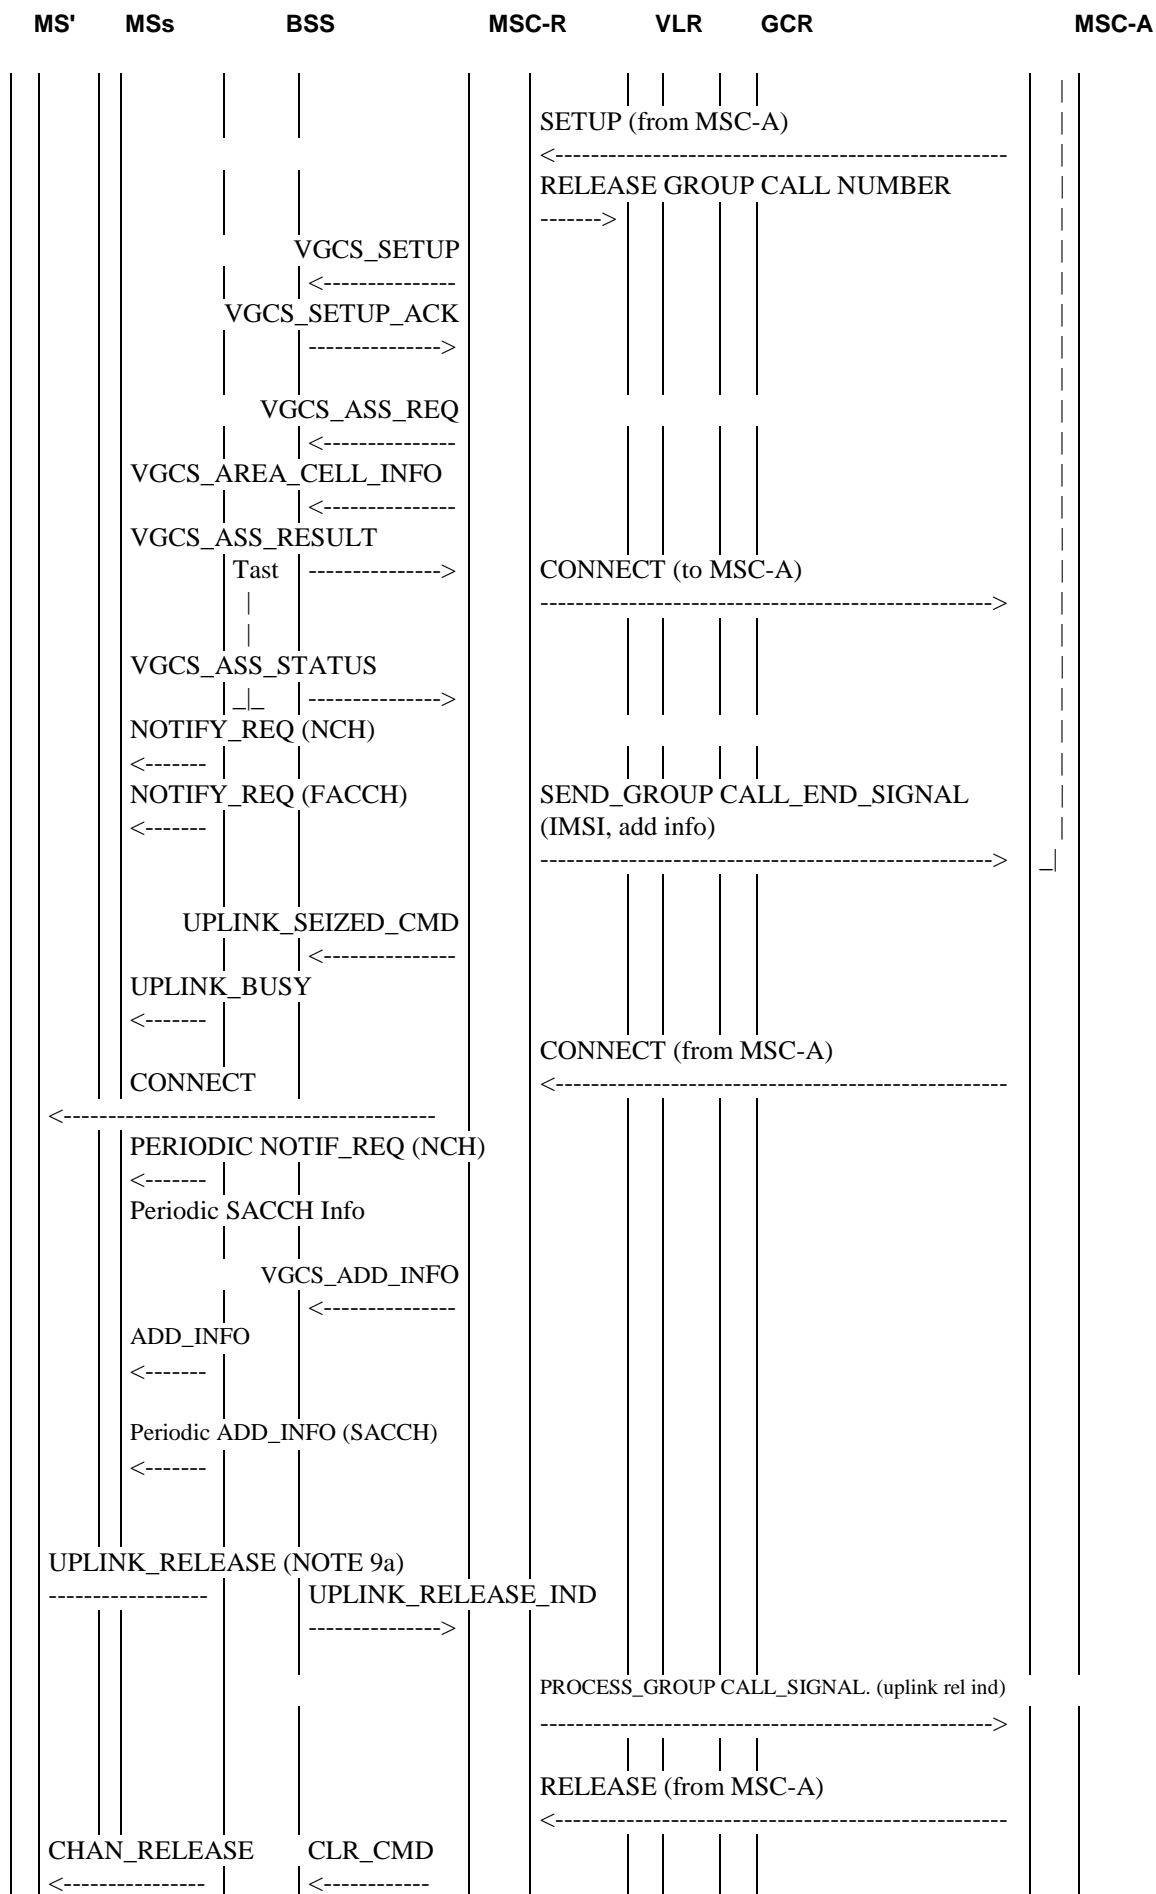 MS' MSs BSS MSC-R VLR GCR MSC-A
SETUP (from MSC-A)
<-------------------------------------------------
RELEASE GROUP CALL NUMBER
------->
VGCS_SETUP
<---------------
VGCS_SETUP_ACK
--------------->
VGCS_ASS_REQ
<---------------
VGCS_AREA_CELL_INFO
<---------------
VGCS_ASS_RESULT
Tast ---------------> CONNECT (to MSC-A)
------------------------------------------------->
VGCS_ASS_STATUS
_|_ --------------->
NOTIFY_REQ (NCH)
<-------
NOTIFY_REQ (FACCH) SEND_GROUP CALL_END_SIGNAL
<------- (IMSI, add info)
-------------------------------------------------> _|
UPLINK_SEIZED_CMD
<---------------
UPLINK_BUSY
<-------
CONNECT (from MSC-A)
CONNECT <-------------------------------------------------
<-----------------------------------------
PERIODIC NOTIF_REQ (NCH)
<-------
Periodic SACCH Info
VGCS_ADD_INFO
<---------------
ADD_INFO
<-------
Periodic ADD_INFO (SACCH)
<-------
UPLINK_RELEASE (NOTE 9a)
------------------ UPLINK_RELEASE_IND
--------------->
PROCESS_GROUP CALL_SIGNAL. (uplink rel ind)
------------------------------------------------->
RELEASE (from MSC-A)
<-------------------------------------------------
CHAN_RELEASE CLR_CMD
<---------------- <------------